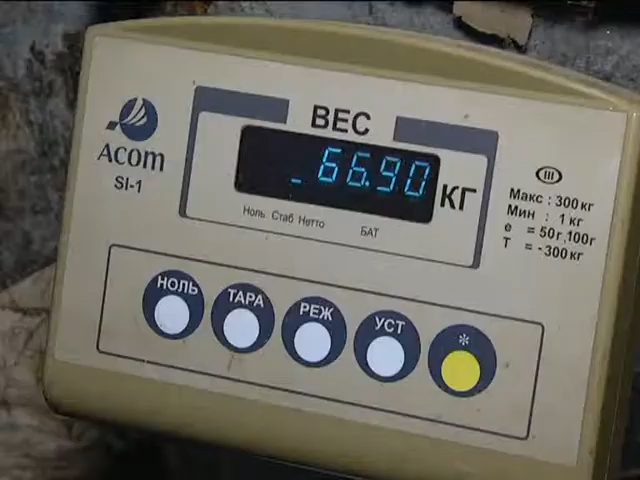 ВЕС
Acom
SI-1
66.90 КГ
Ноль Стаб Нетто БАТ
III
Макс : 300 кг
Мин : 1 кг
e = 50г,100г
T = -300 кг
НОЛЬ
ТАРА
РЕЖ
УСТ
*